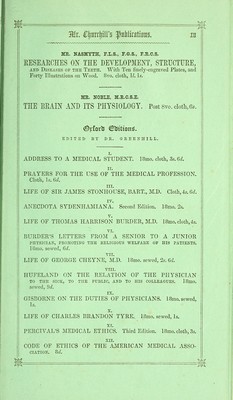 Mr. Churchill's Publications. 23
MR. NASMYTH, F.L.S., F.G.S., F.R.C.S.
RESEARCHES ON THE DEVELOPMENT, STRUCTURE,
AND DISEASES OF THE TEETH. With Ten finely-engraved Plates, and
Forty Illustrations on Wood. 8vo. cloth, 1l. 1s.
MR. NOBLE, M.R.C.S.E.
THE BRAIN AND ITS PHYSIOLOGY. Post 8vo. cloth, 6s.
Oxford Editions.
EDITED BY DR. GREENHILL.
I.
ADDRESS TO A MEDICAL STUDENT. 18mo. cloth, 2s. 6d.
II.
PRAYERS FOR THE USE OF THE MEDICAL PROFESSION.
Cloth, 1s. 6d.
III.
LIFE OF SIR JAMES STONHOUSE, BART., M.D. Cloth, 4s. 6d.
IV.
ANECDOTA SYDENHAMIANA. Second Edition. 18mo. 2s.
V.
LIFE OF THOMAS HARRISON BURDER, M.D. 18mo. cloth, 4s.
VI.
BURDER'S LETTERS FROM A SENIOR TO A JUNIOR
PHYSICIAN, PROMOTING THE RELIGIOUS WELFARE OF HIS PATIENTS.
18mo. sewed, 6d.
VII.
LIFE OF GEORGE CHEYNE, M.D. 18mo. sewed, 2s. 6d.
VIII.
HUFELAND ON THE RELATION OF THE PHYSICIAN
TO THE SICK, TO THE PUBLIC, AND TO HIS COLLEAGUES. 18mo.
sewed, 9d.
IX.
GISBORNE ON THE DUTIES OF PHYSICIANS. 18mo. sewed,
1s.
X.
LIFE OF CHARLES BRANDON TRYE. 18mo. sewed, 1s.
XI.
PERCIVAL'S MEDICAL ETHICS. Third Edition. 18mo. cloth, 3s.
XII.
CODE OF ETHICS OF THE AMERICAN MEDICAL ASSO-
CIATION. 8d.